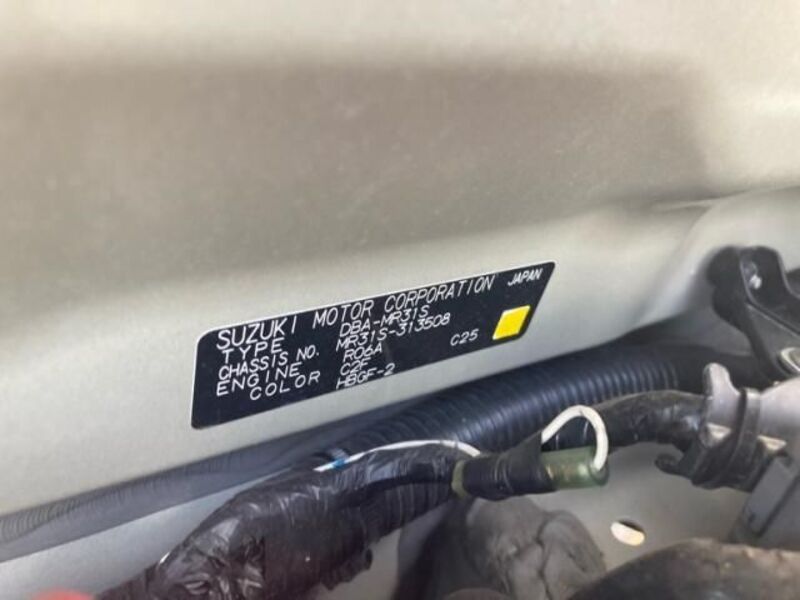 SUZUKI MOTOR CORPORATION JAPAN
TYPE DBA-MR31S
CHASSIS NO. MR31S-313508
ENGINE R06A
COLOR C2F C25
HBGF-2